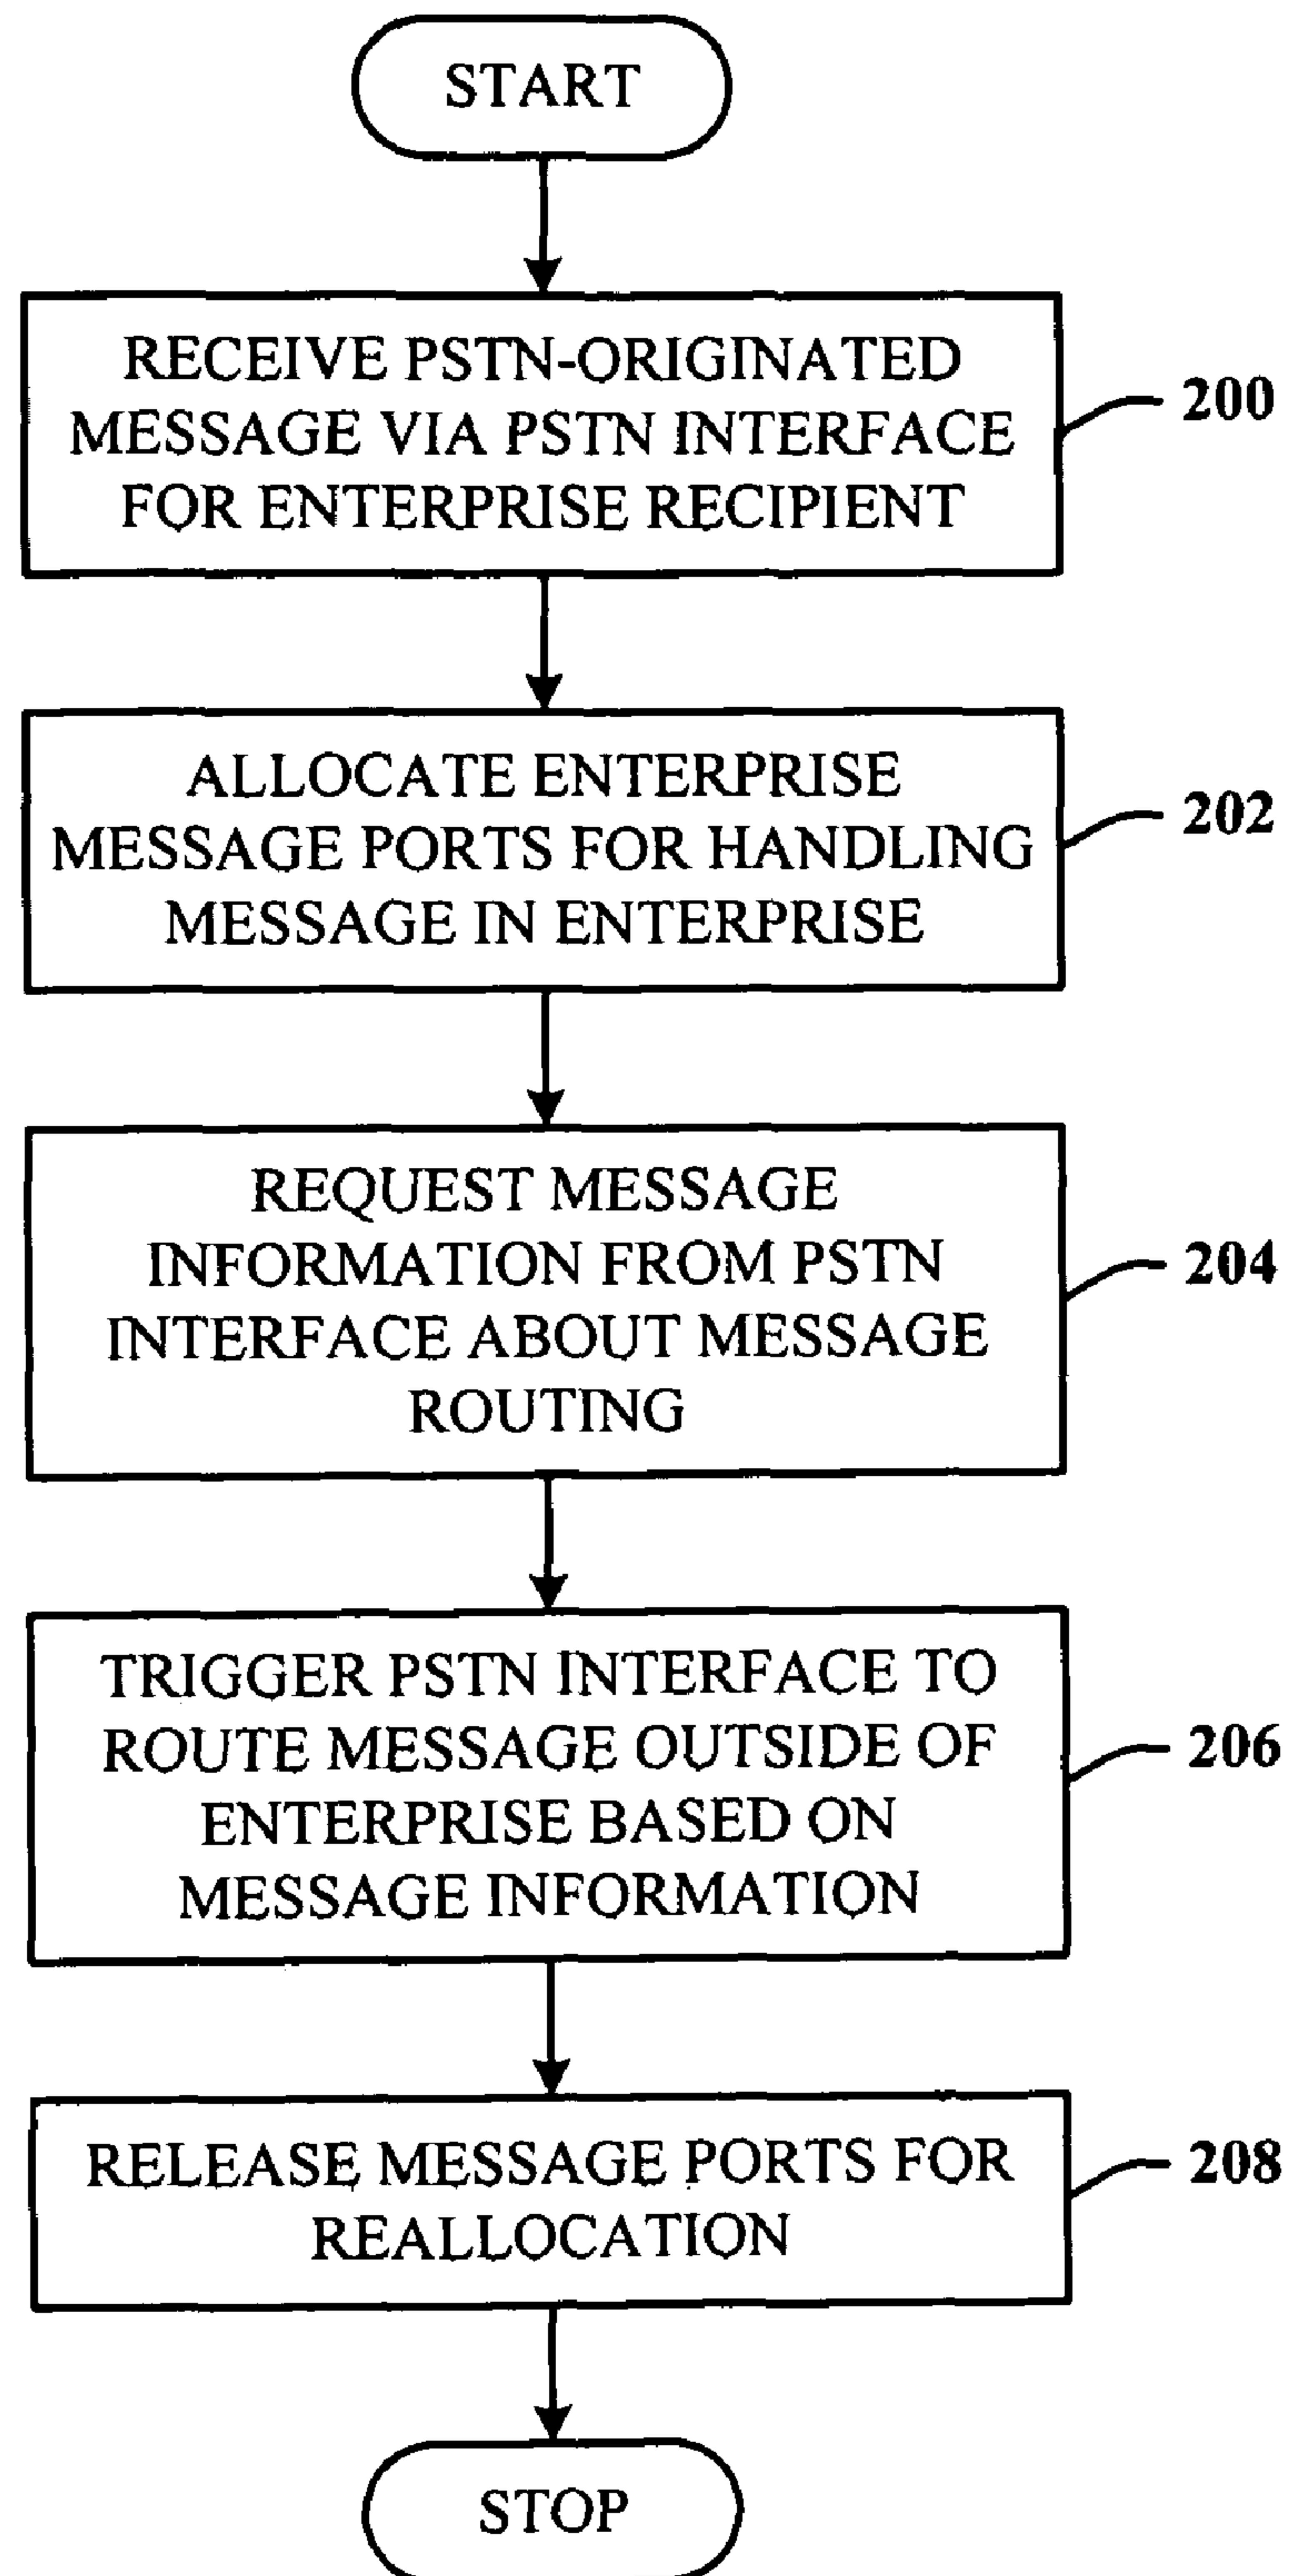 START
RECEIVE PSTN-ORIGINATED
MESSAGE VIA PSTN INTERFACE
FOR ENTERPRISE RECIPIENT
200
ALLOCATE ENTERPRISE
MESSAGE PORTS FOR HANDLING
MESSAGE IN ENTERPRISE
202
REQUEST MESSAGE
INFORMATION FROM PSTN
INTERFACE ABOUT MESSAGE
ROUTING
204
TRIGGER PSTN INTERFACE TO
ROUTE MESSAGE OUTSIDE OF
ENTERPRISE BASED ON
MESSAGE INFORMATION
206
RELEASE MESSAGE PORTS FOR
REALLOCATION
208
STOP